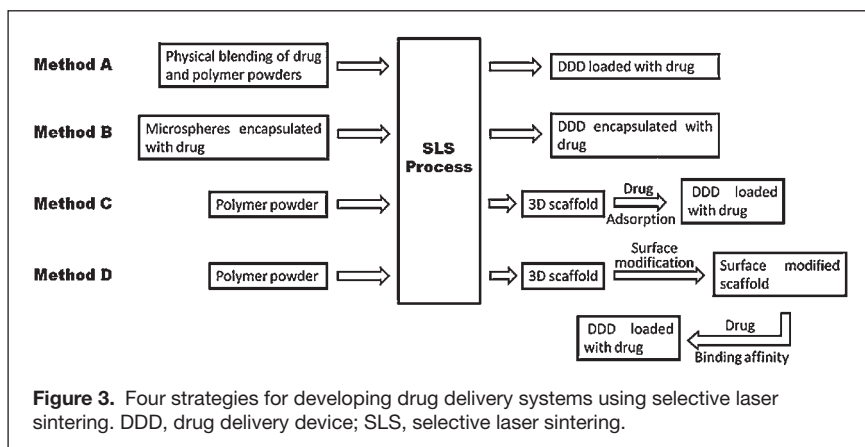 Method A
Physical blending of drug
and polymer powders
DDD loaded with drug
Method B
Microspheres encapsulated
with drug
SLS
Process
DDD encapsulated with
drug
Method C
Polymer powder
3D scaffold
Drug
Adsorption
DDD loaded
with drug
Method D
Polymer powder
3D scaffold
Surface
modification
Surface modified
scaffold
DDD loaded
with drug
Drug
Binding affinity
Figure 3. Four strategies for developing drug delivery systems using selective laser
sintering. DDD, drug delivery device; SLS, selective laser sintering.